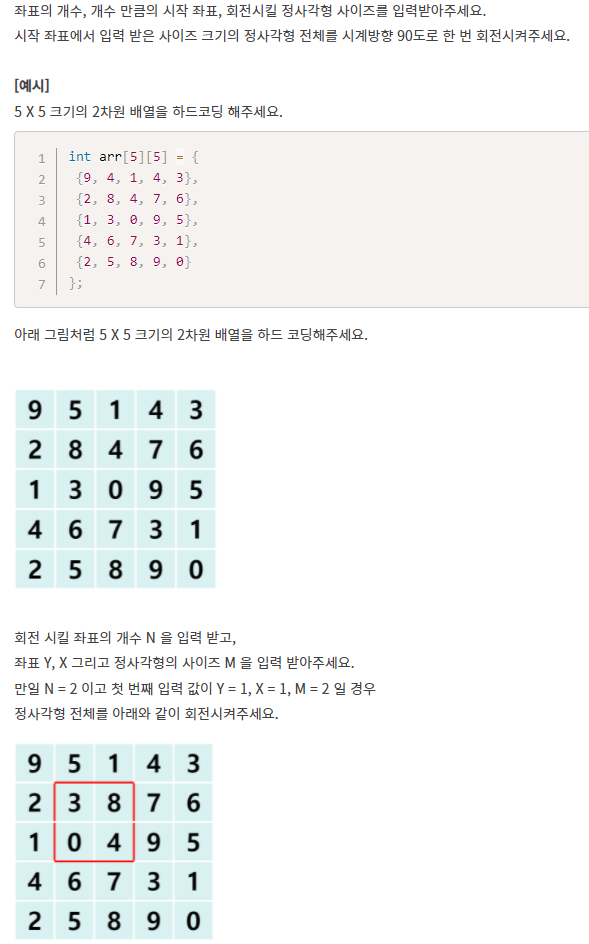 좌표의 개수, 개수 만큼의 시작 좌표, 회전시킬 정사각형 사이즈를 입력받아주세요.
시작 좌표에서 입력 받은 사이즈 크기의 정사각형 전체를 시계방향 90도로 한 번 회전시켜주세요.
[예시]
5 X 5 크기의 2차원 배열을 하드코딩 해주세요.
1 int arr[5][5] = {
2 {9, 4, 1, 4, 3},
3 {2, 8, 4, 7, 6},
4 {1, 3, 0, 9, 5},
5 {4, 6, 7, 3, 1},
6 {2, 5, 8, 9, 0}
7 };
아래 그림처럼 5 X 5 크기의 2차원 배열을 하드 코딩해주세요.
9 5 1 4 3
2 8 4 7 6
1 3 0 9 5
4 6 7 3 1
2 5 8 9 0
회전 시킬 좌표의 개수 N 을 입력 받고,
좌표 Y, X 그리고 정사각형의 사이즈 M 을 입력 받아주세요.
만일 N = 2 이고 첫 번째 입력 값이 Y = 1, X = 1, M = 2 일 경우
정사각형 전체를 아래와 같이 회전시켜주세요.
9 5 1 4 3
2 3 8 7 6
1 0 4 9 5
4 6 7 3 1
2 5 8 9 0